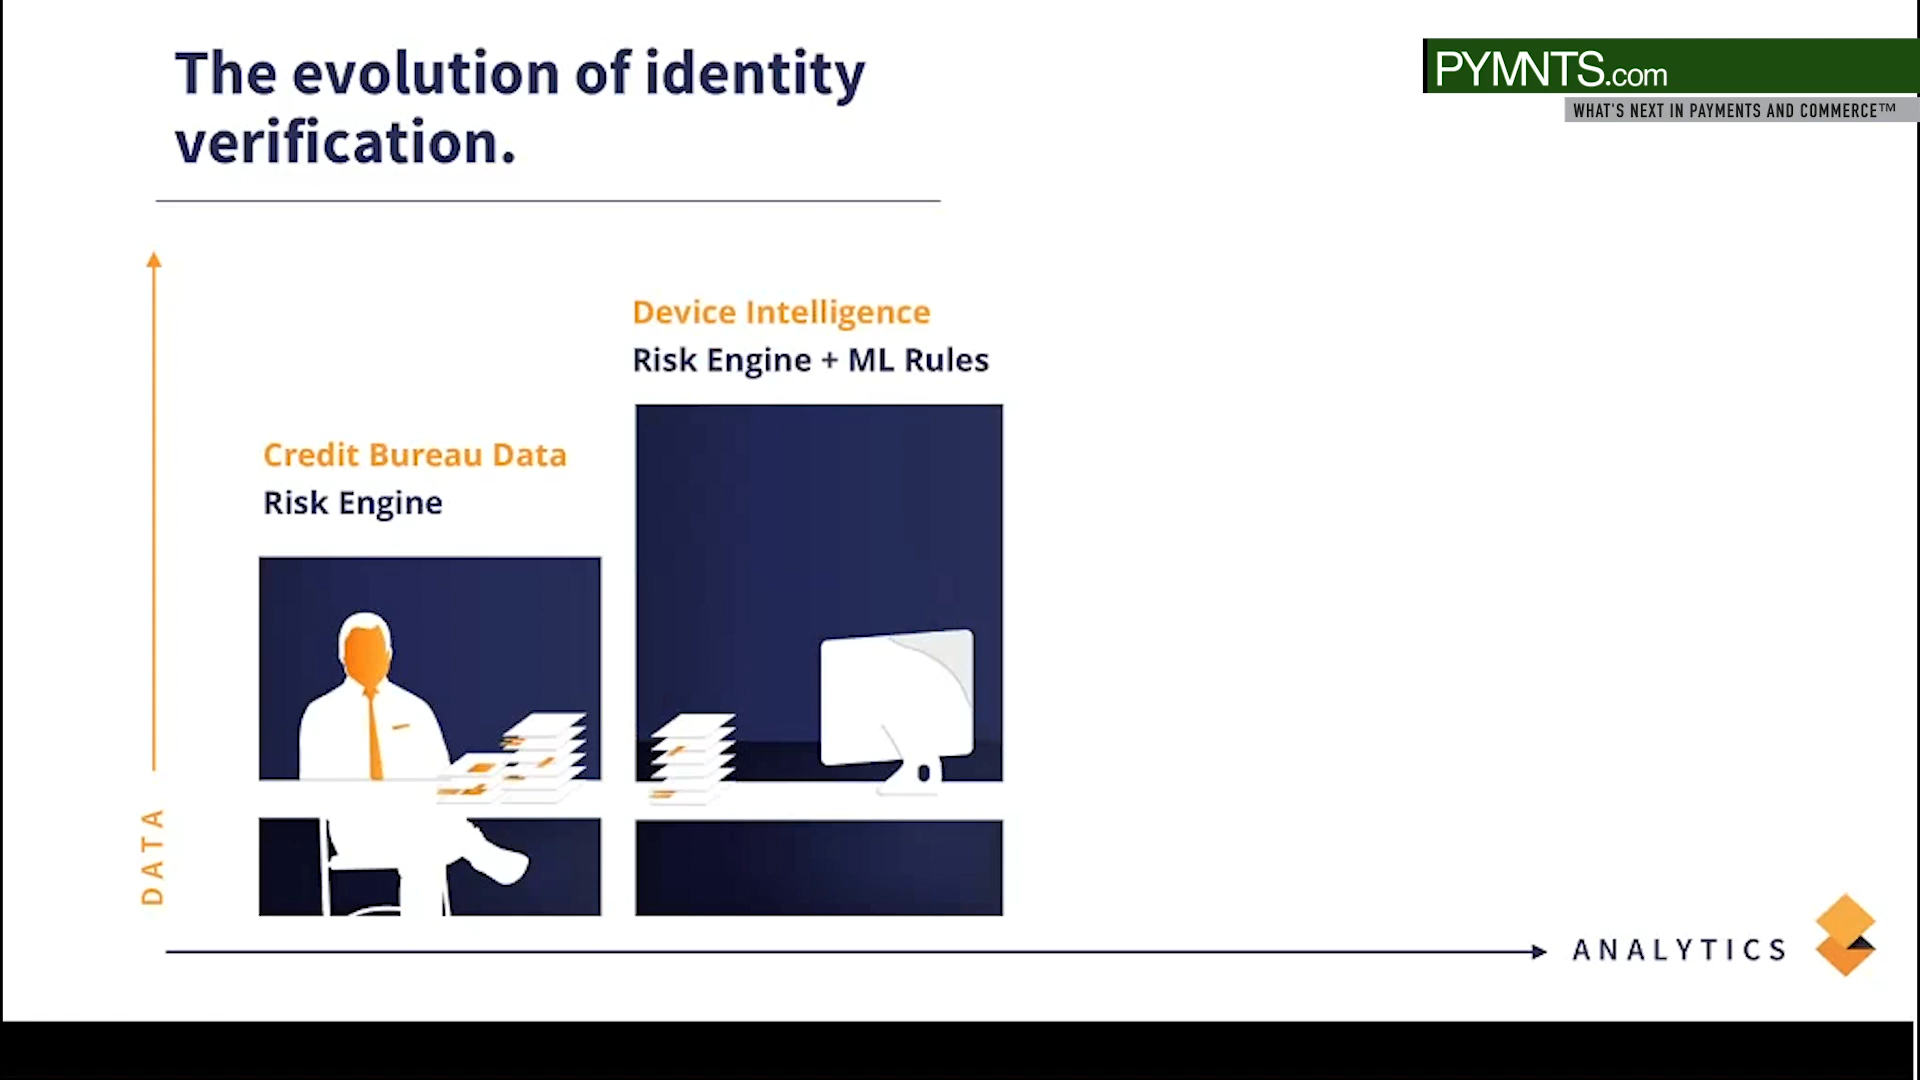 The evolution of identity
verification.
PYMNTS.com
WHAT'S NEXT IN PAYMENTS AND COMMERCE™
Device Intelligence
Risk Engine + ML Rules
Credit Bureau Data
Risk Engine
DATA
ANALYTICS